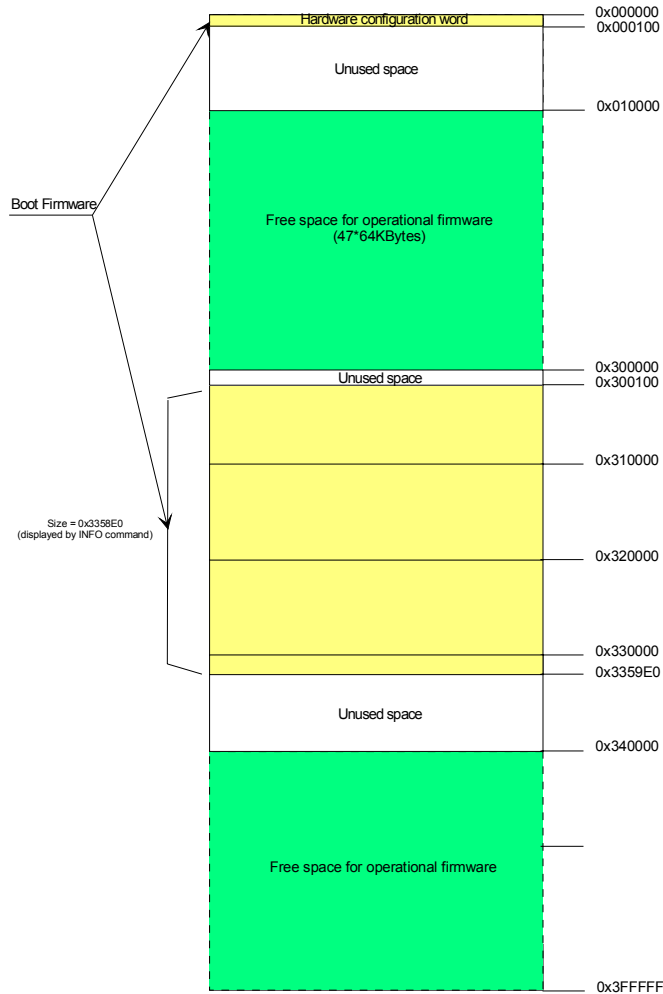 Hardware configuration word
0x000000
0x000100
Unused space
0x010000
Boot Firmware
Free space for operational firmware
(47*64KBytes)
0x300000
Unused space
0x300100
0x310000
Size = 0x3358E0
(displayed by INFO command)
0x320000
0x330000
0x3359E0
Unused space
0x340000
Free space for operational firmware
0x3FFFFF